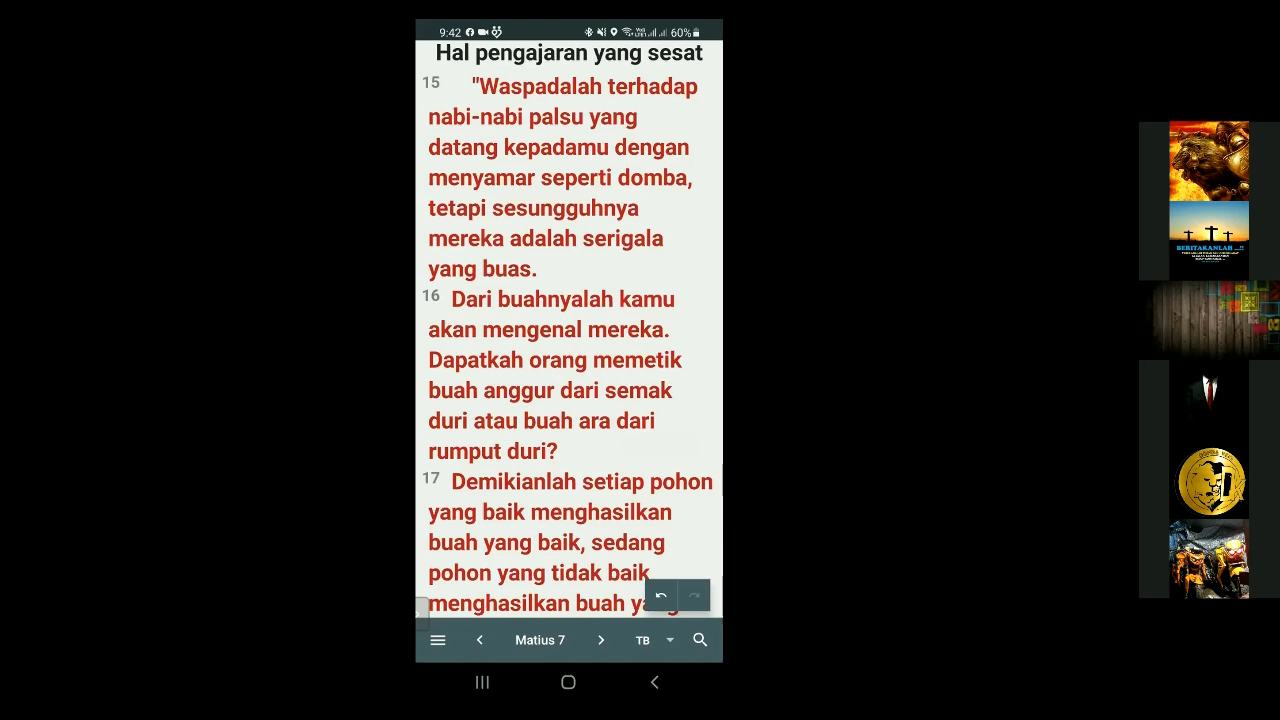 9:42
60%
Hal pengajaran yang sesat
15 "Waspadalah terhadap
nabi-nabi palsu yang
datang kepadamu dengan
menyamar seperti domba,
tetapi sesungguhnya
mereka adalah serigala
yang buas.
16 Dari buahnyalah kamu
akan mengenal mereka.
Dapatkah orang memetik
buah anggur dari semak
duri atau buah ara dari
rumput duri?
17 Demikianlah setiap pohon
yang baik menghasilkan
buah yang baik, sedang
pohon yang tidak baik
menghasilkan buah
Matius 7
TB
BERITAKANLAH ...!!